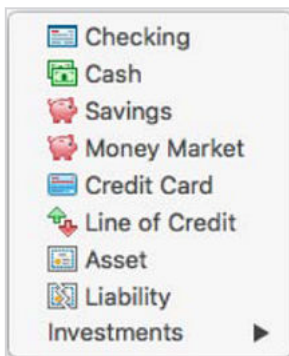 Checking
Cash
Savings
Money Market
Credit Card
Line of Credit
Asset
Liability
Investments